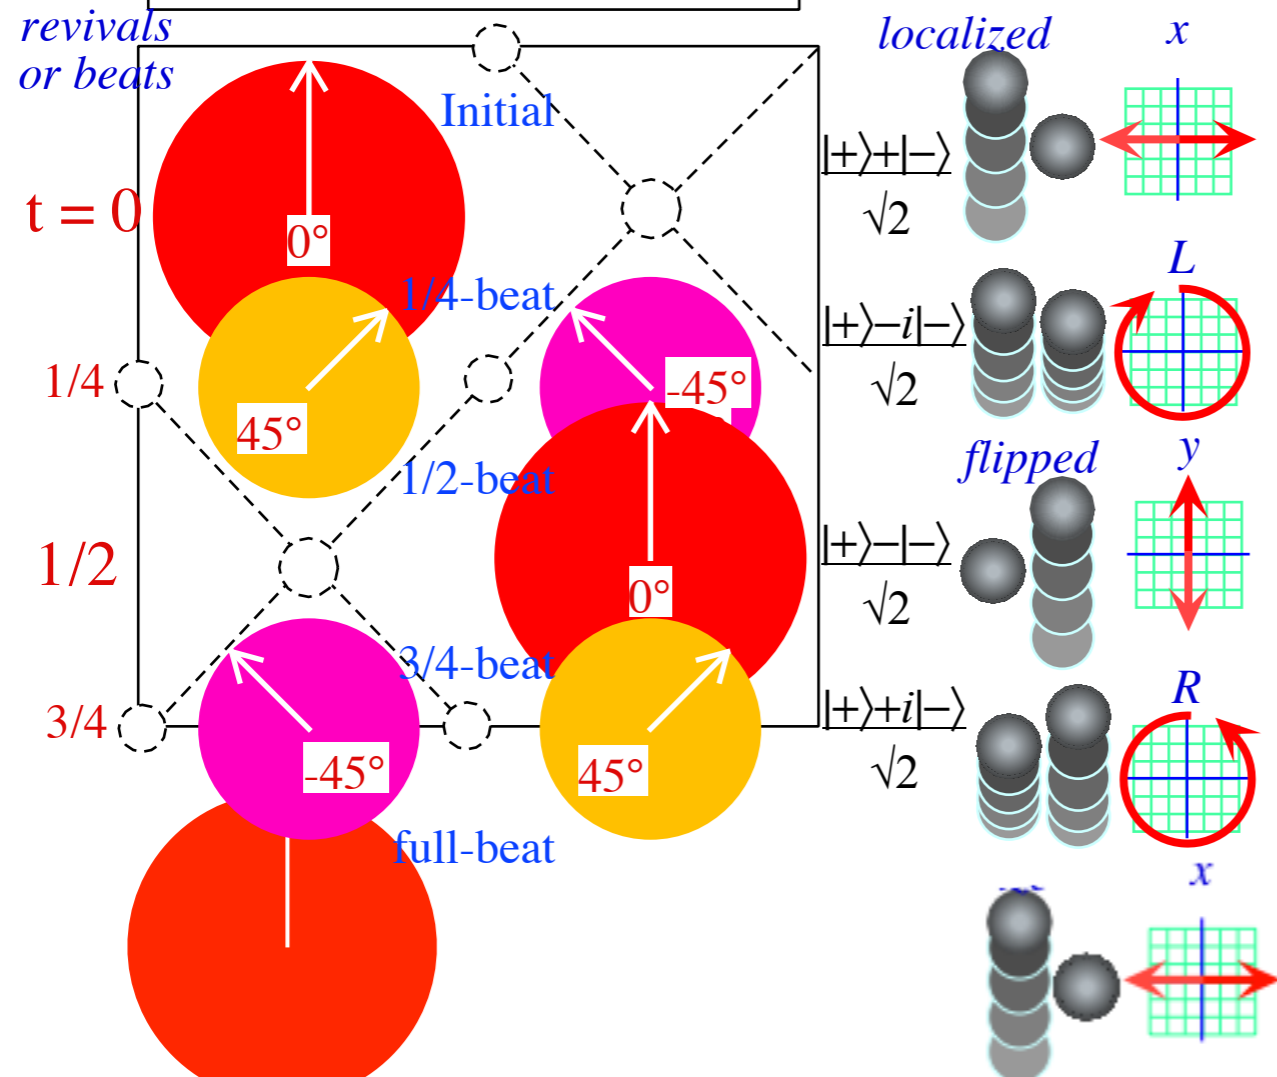 revivals
or beats
localized
x
Initial
|+⟩+|−⟩
√2
t = 0
0°
L
1/4-beat
|+⟩−i|−⟩
√2
1/4
-45°
45°
flipped
y
1/2-beat
|+⟩−|−⟩
√2
1/2
0°
R
3/4-beat
|+⟩+i|−⟩
√2
3/4
-45°
45°
full-beat
x